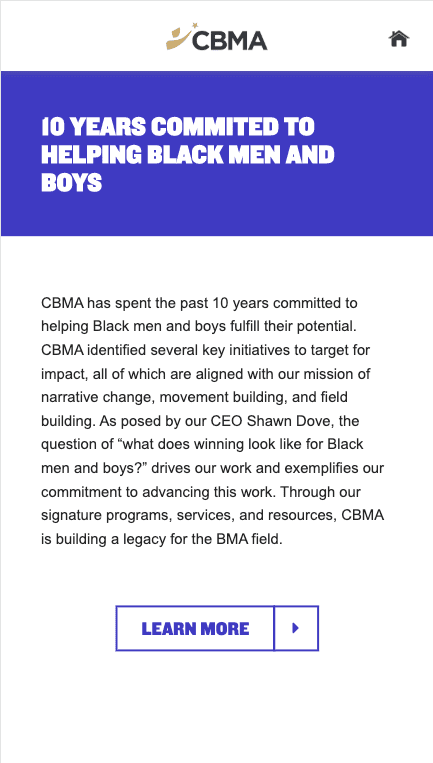 CBMA
10 YEARS COMMITED TO
HELPING BLACK MEN AND
BOYS
CBMA has spent the past 10 years committed to
helping Black men and boys fulfill their potential.
CBMA identified several key initiatives to target for
impact, all of which are aligned with our mission of
narrative change, movement building, and field
building. As posed by our CEO Shawn Dove, the
question of “what does winning look like for Black
men and boys?” drives our work and exemplifies our
commitment to advancing this work. Through our
signature programs, services, and resources, CBMA
is building a legacy for the BMA field.
LEARN MORE